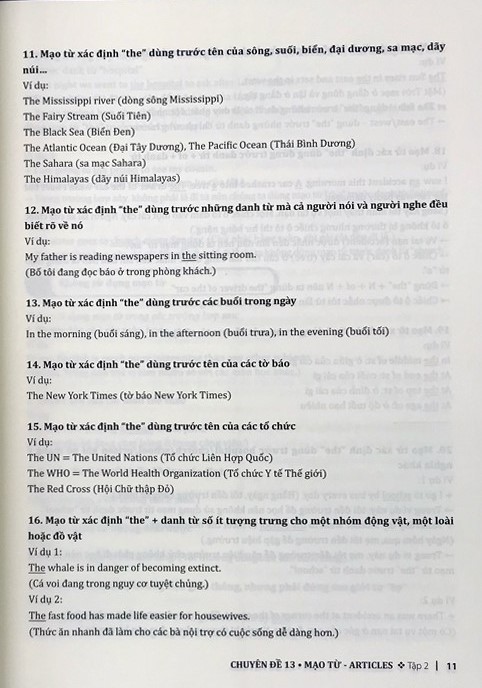 11. Mạo từ xác định “the” dùng trước tên của sông, suối, biển, đại dương, sa mạc, dãy
núi...
Ví dụ:
The Mississippi river (dòng sông Mississippi)
The Fairy Stream (Suối Tiên)
The Black Sea (Biển Đen)
The Atlantic Ocean (Đại Tây Dương), The Pacific Ocean (Thái Bình Dương)
The Sahara (sa mạc Sahara)
The Himalayas (dãy núi Himalayas)
12. Mạo từ xác định “the” dùng trước những danh từ mà cả người nói và người nghe đều
biết rõ về nó
Ví dụ:
My father is reading newspapers in the sitting room.
(Bố tôi đang đọc báo ở trong phòng khách.)
13. Mạo từ xác định “the” dùng trước các buổi trong ngày
Ví dụ:
In the morning (buổi sáng), in the afternoon (buổi trưa), in the evening (buổi tối)
14. Mạo từ xác định “the” dùng trước tên của các tờ báo
Ví dụ:
The New York Times (tờ báo New York Times)
15. Mạo từ xác định “the” dùng trước tên của các tổ chức
Ví dụ:
The UN = The United Nations (Tổ chức Liên Hợp Quốc)
The WHO = The World Health Organization (Tổ chức Y tế Thế giới)
The Red Cross (Hội Chữ thập Đỏ)
16. Mạo từ xác định “the” + danh từ số ít tượng trưng cho một nhóm động vật, một loài
hoặc đồ vật
Ví dụ 1:
The whale is in danger of becoming extinct.
(Cá voi đang trong nguy cơ tuyệt chủng.)
Ví dụ 2:
The fast food has made life easier for housewives.
(Thức ăn nhanh đã làm cho các bà nội trợ có cuộc sống dễ dàng hơn.)
CHUYÊN ĐỀ 13 • MẠO TỪ - ARTICLES ❖ Tập 2 | 11